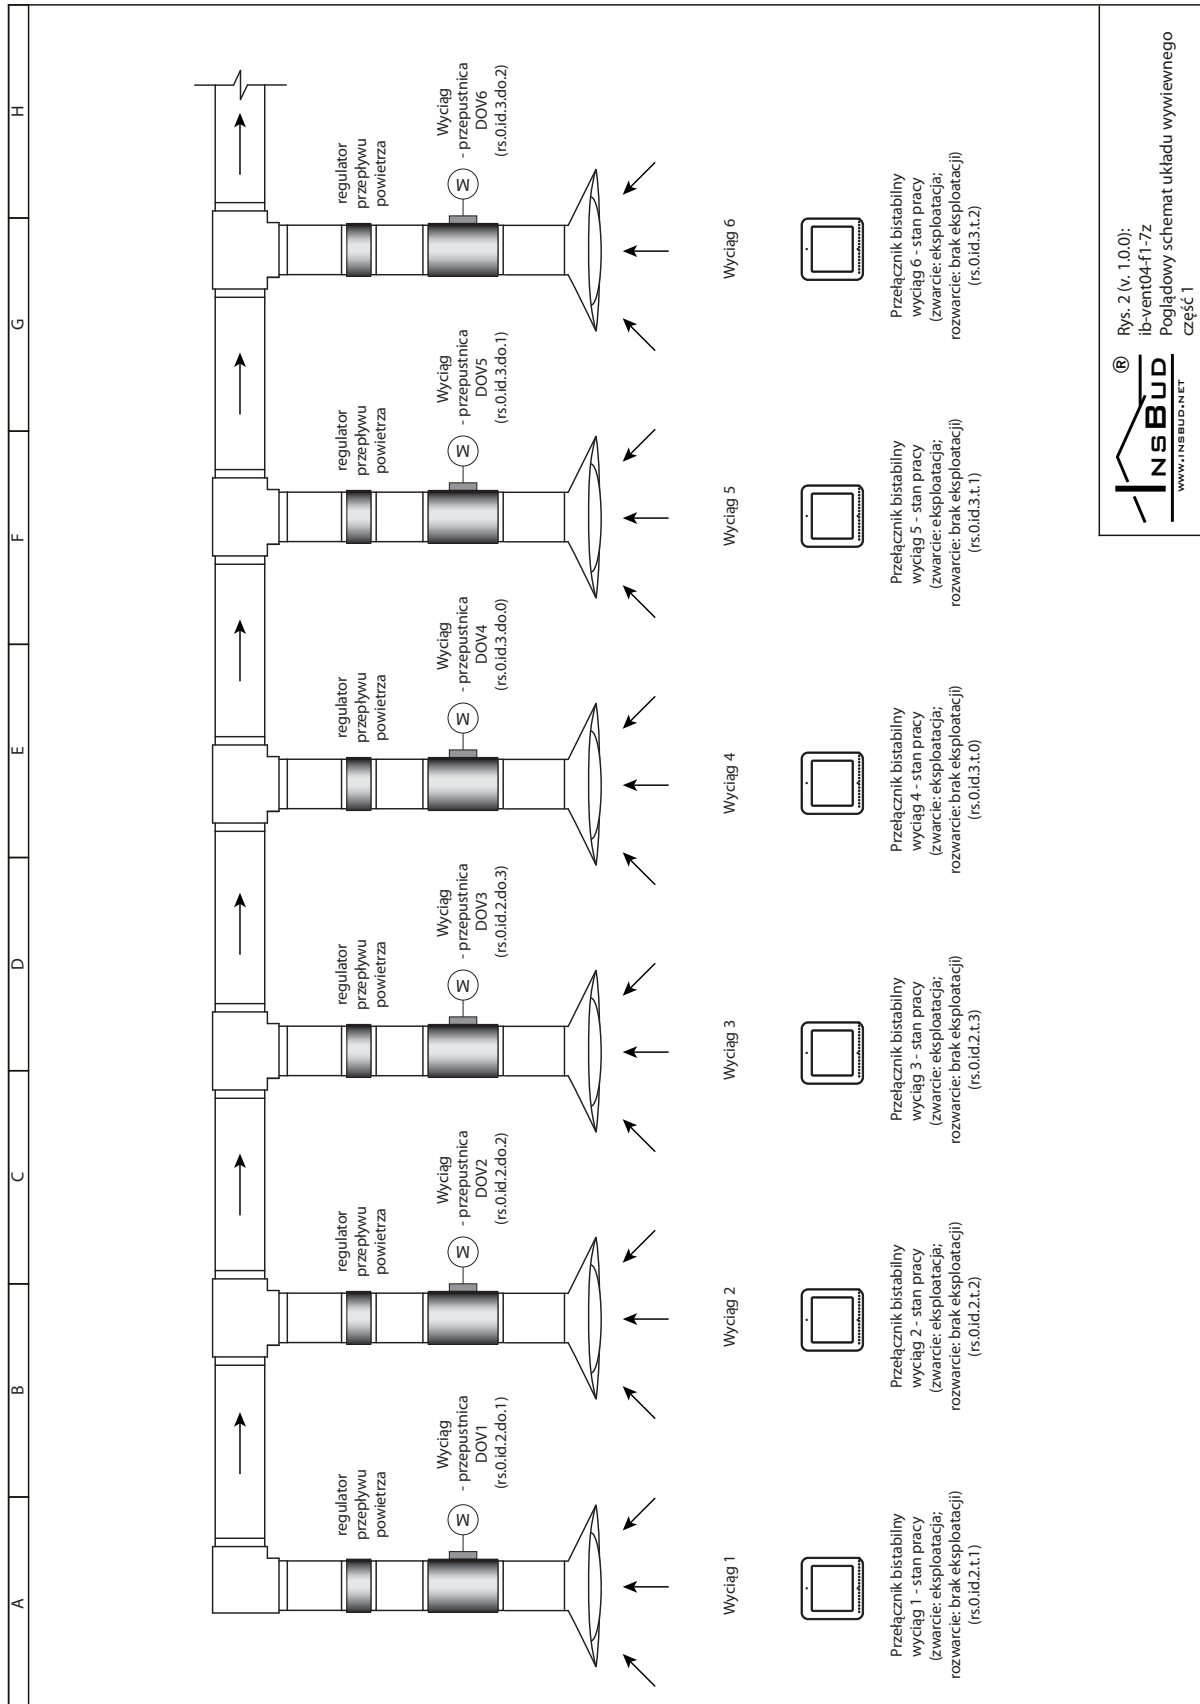 A
B
C
D
E
F
G
H
regulator
przepływu
powietrza
Wyciąg
- przepustnica
DOV1
(rs.0.id.2.do.1)
M
regulator
przepływu
powietrza
Wyciąg
- przepustnica
DOV2
(rs.0.id.2.do.2)
M
regulator
przepływu
powietrza
Wyciąg
- przepustnica
DOV3
(rs.0.id.2.do.3)
M
regulator
przepływu
powietrza
Wyciąg
- przepustnica
DOV4
(rs.0.id.3.do.0)
M
regulator
przepływu
powietrza
Wyciąg
- przepustnica
DOV5
(rs.0.id.3.do.1)
M
regulator
przepływu
powietrza
Wyciąg
- przepustnica
DOV6
(rs.0.id.3.do.2)
M
Wyciąg 1
Wyciąg 2
Wyciąg 3
Wyciąg 4
Wyciąg 5
Wyciąg 6
Przełącznik bistabilny
wyciąg 1 - stan pracy
(zwarcie: eksploatacja;
rozwarcie: brak eksploatacji)
(rs.0.id.2.t.1)
Przełącznik bistabilny
wyciąg 2 - stan pracy
(zwarcie: eksploatacja;
rozwarcie: brak eksploatacji)
(rs.0.id.2.t.2)
Przełącznik bistabilny
wyciąg 3 - stan pracy
(zwarcie: eksploatacja;
rozwarcie: brak eksploatacji)
(rs.0.id.2.t.3)
Przełącznik bistabilny
wyciąg 4 - stan pracy
(zwarcie: eksploatacja;
rozwarcie: brak eksploatacji)
(rs.0.id.3.t.0)
Przełącznik bistabilny
wyciąg 5 - stan pracy
(zwarcie: eksploatacja;
rozwarcie: brak eksploatacji)
(rs.0.id.3.t.1)
Przełącznik bistabilny
wyciąg 6 - stan pracy
(zwarcie: eksploatacja;
rozwarcie: brak eksploatacji)
(rs.0.id.3.t.2)
INSBUD®
WWW.INSBUD.NET
Rys. 2 (v. 1.0.0):
ib-vent04-f1-7z
Poglądowy schemat układu wywiewnego
część 1